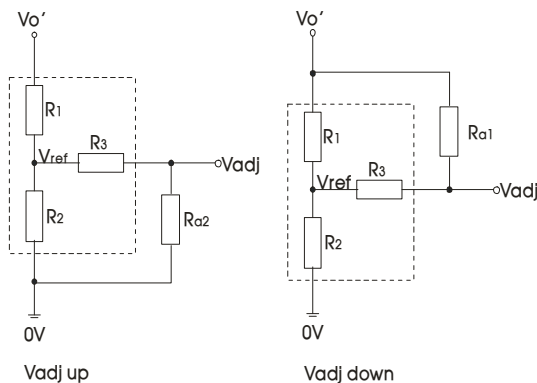 Vo’
R1
Vref
R3
Vadj
R2
Ra2
0V
Vadj up
Vo’
R1
Ra1
Vref
R3
Vadj
R2
0V
Vadj down